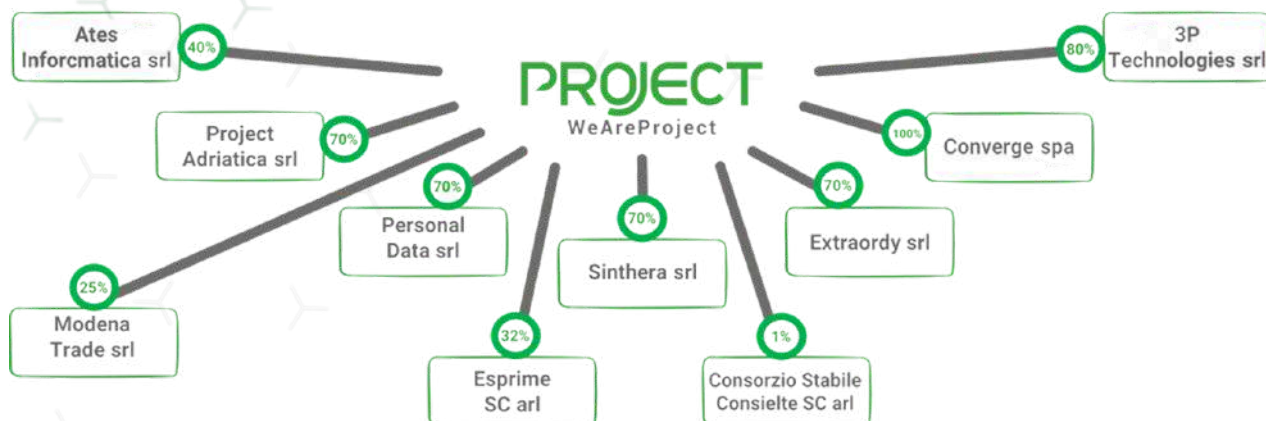 Ates
Inforcmatica srl
40%
PROJECT
WeAreProject
80%
3P
Technologies srl
Project
Adriatica srl
70%
100%
Converge spa
70%
Personal
Data srl
70%
Sinthera srl
70%
Extraordy srl
25%
Modena
Trade srl
32%
Esprime
SC arl
1%
Consorzio Stabile
Consielte SC arl